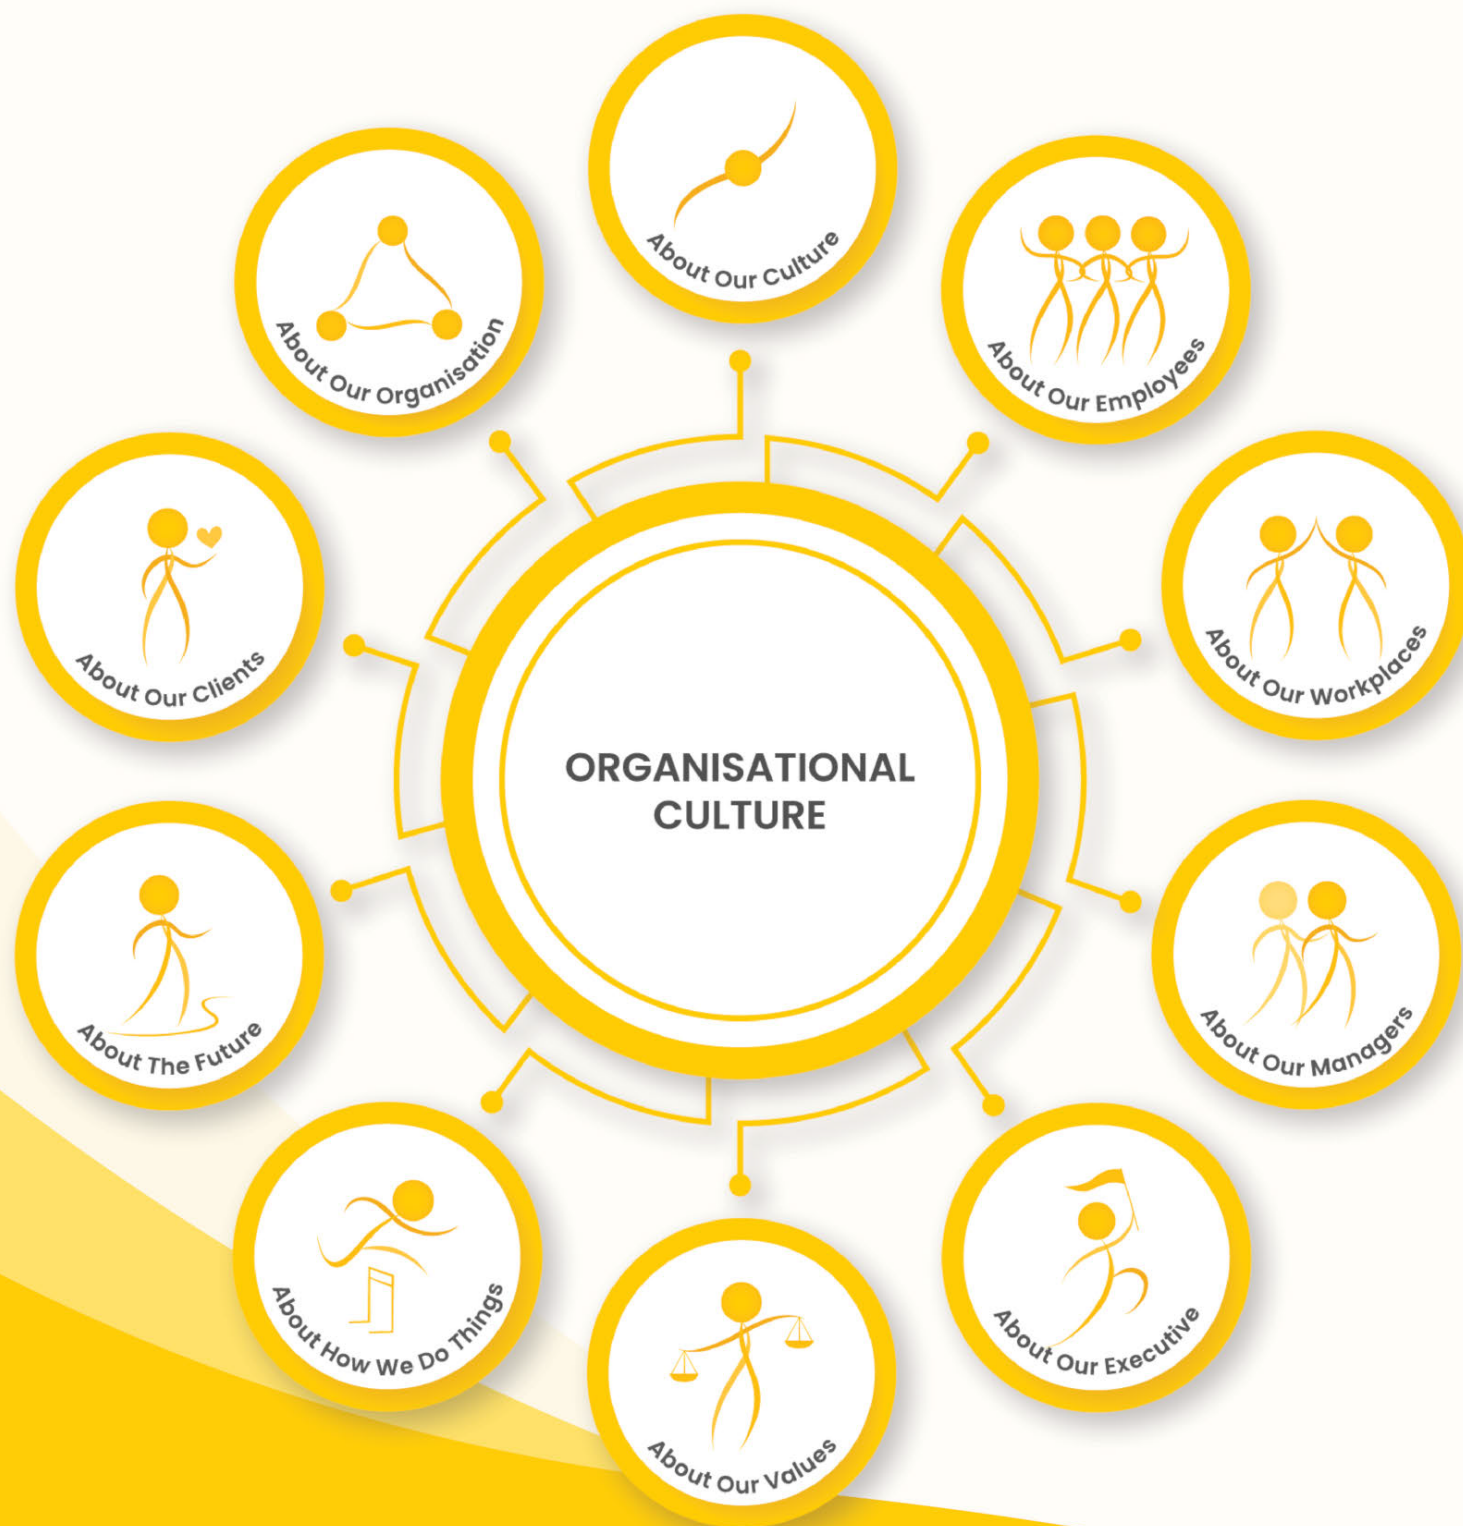 About Our Culture
About Our Employees
About Our Workplaces
About Our Managers
About Our Executive
About Our Values
About How We Do Things
About The Future
About Our Clients
About Our Organisation
ORGANISATIONAL
CULTURE